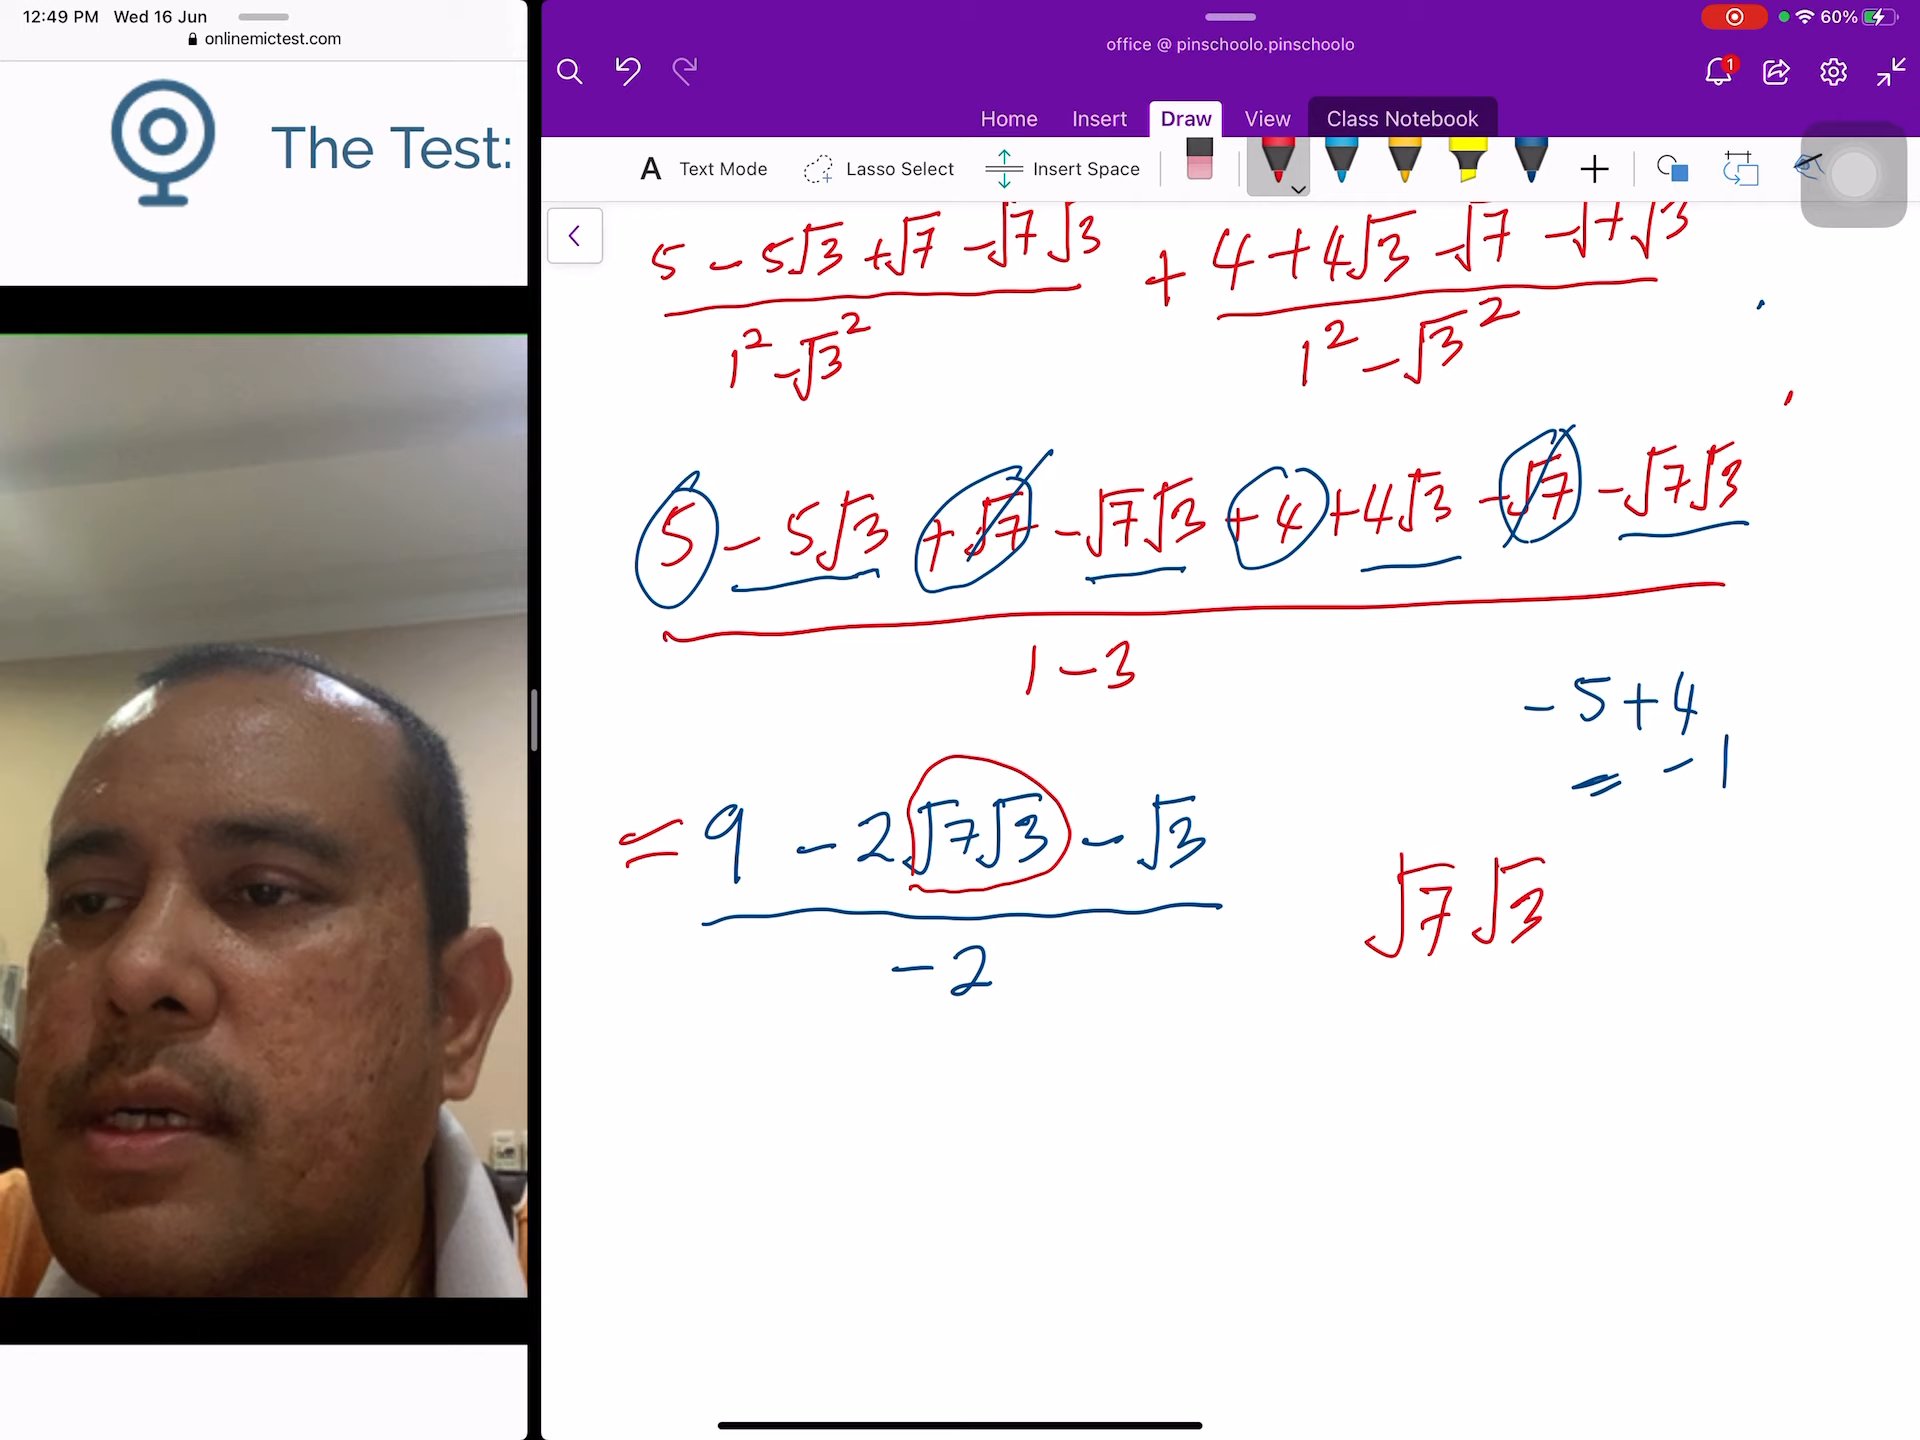 12:49 PM Wed 16 Jun
onlinemictest.com
The Test:
60%
office @ pinschoolo.pinschoolo
1
Home Insert Draw View Class Notebook
A Text Mode Lasso Select Insert Space
5 - 5√3 +√7 -√7√3 + 4 + 4√3 -√7 -√7√3
1² -√3² 1² -√3²
5 - 5√3 +√7 -√7√3 +4 +4√3 -√7 -√7√3
1 - 3
-5+4
= -1
= 9 - 2√7√3 - √3
-2
√7√3